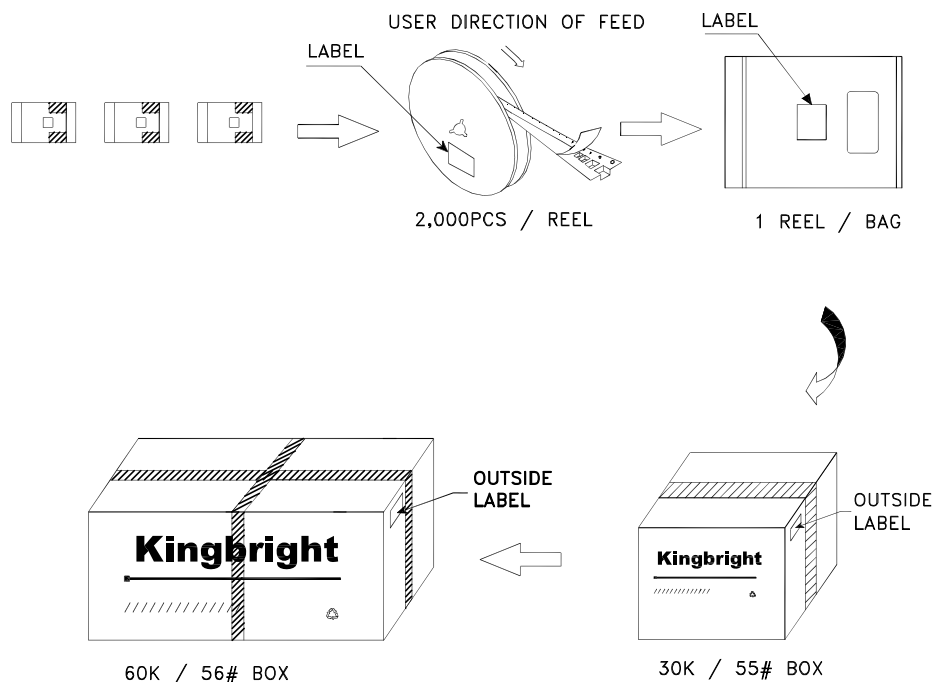 USER DIRECTION OF FEED
LABEL
LABEL
2,000PCS / REEL
1 REEL / BAG
OUTSIDE
LABEL
Kingbright
60K / 56# BOX
OUTSIDE
LABEL
Kingbright
30K / 55# BOX